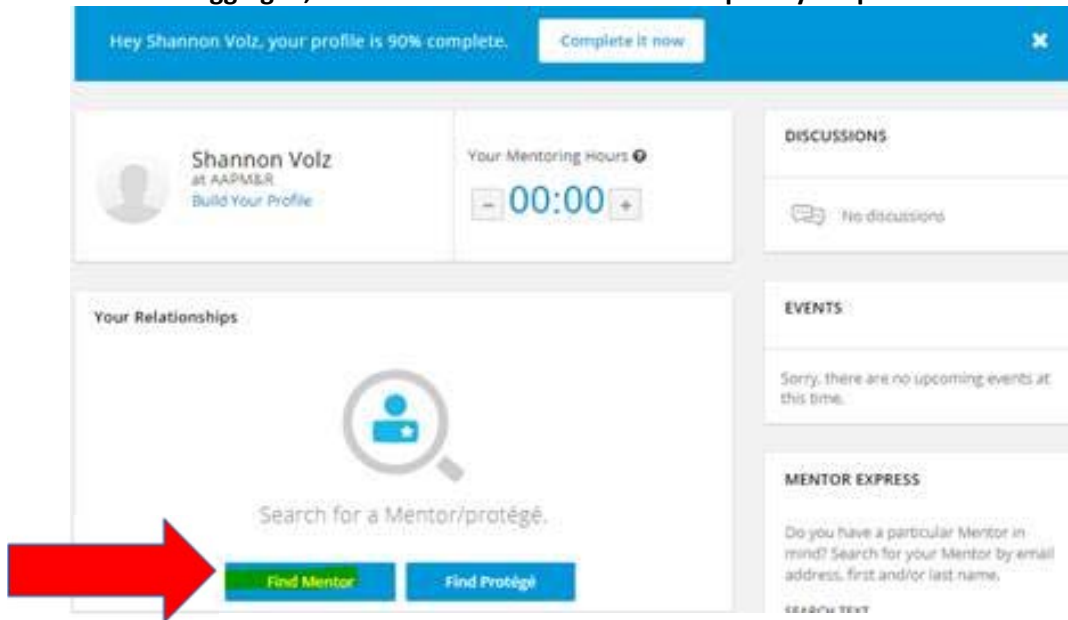 Hey Shannon Volz, your profile is 90% complete.
Complete it now
Shannon Volz
at AAPM&R
Build Your Profile
Your Mentoring Hours
- 00:00 +
DISCUSSIONS
No discussions
Your Relationships
Search for a Mentor/protégé.
Find Mentor
Find Protégé
EVENTS
Sorry, there are no upcoming events at
this time.
MENTOR EXPRESS
Do you have a particular Mentor in
mind? Search for your Mentor by email
address, first and/or last name.
SEARCH TEXT